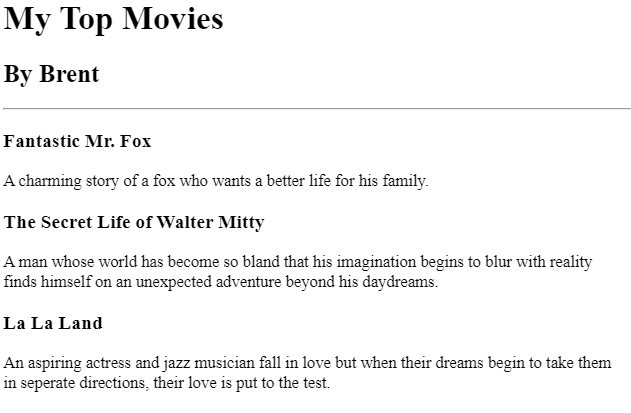 My Top Movies
By Brent
Fantastic Mr. Fox
A charming story of a fox who wants a better life for his family.
The Secret Life of Walter Mitty
A man whose world has become so bland that his imagination begins to blur with reality
finds himself on an unexpected adventure beyond his daydreams.
La La Land
An aspiring actress and jazz musician fall in love but when their dreams begin to take them
in seperate directions, their love is put to the test.